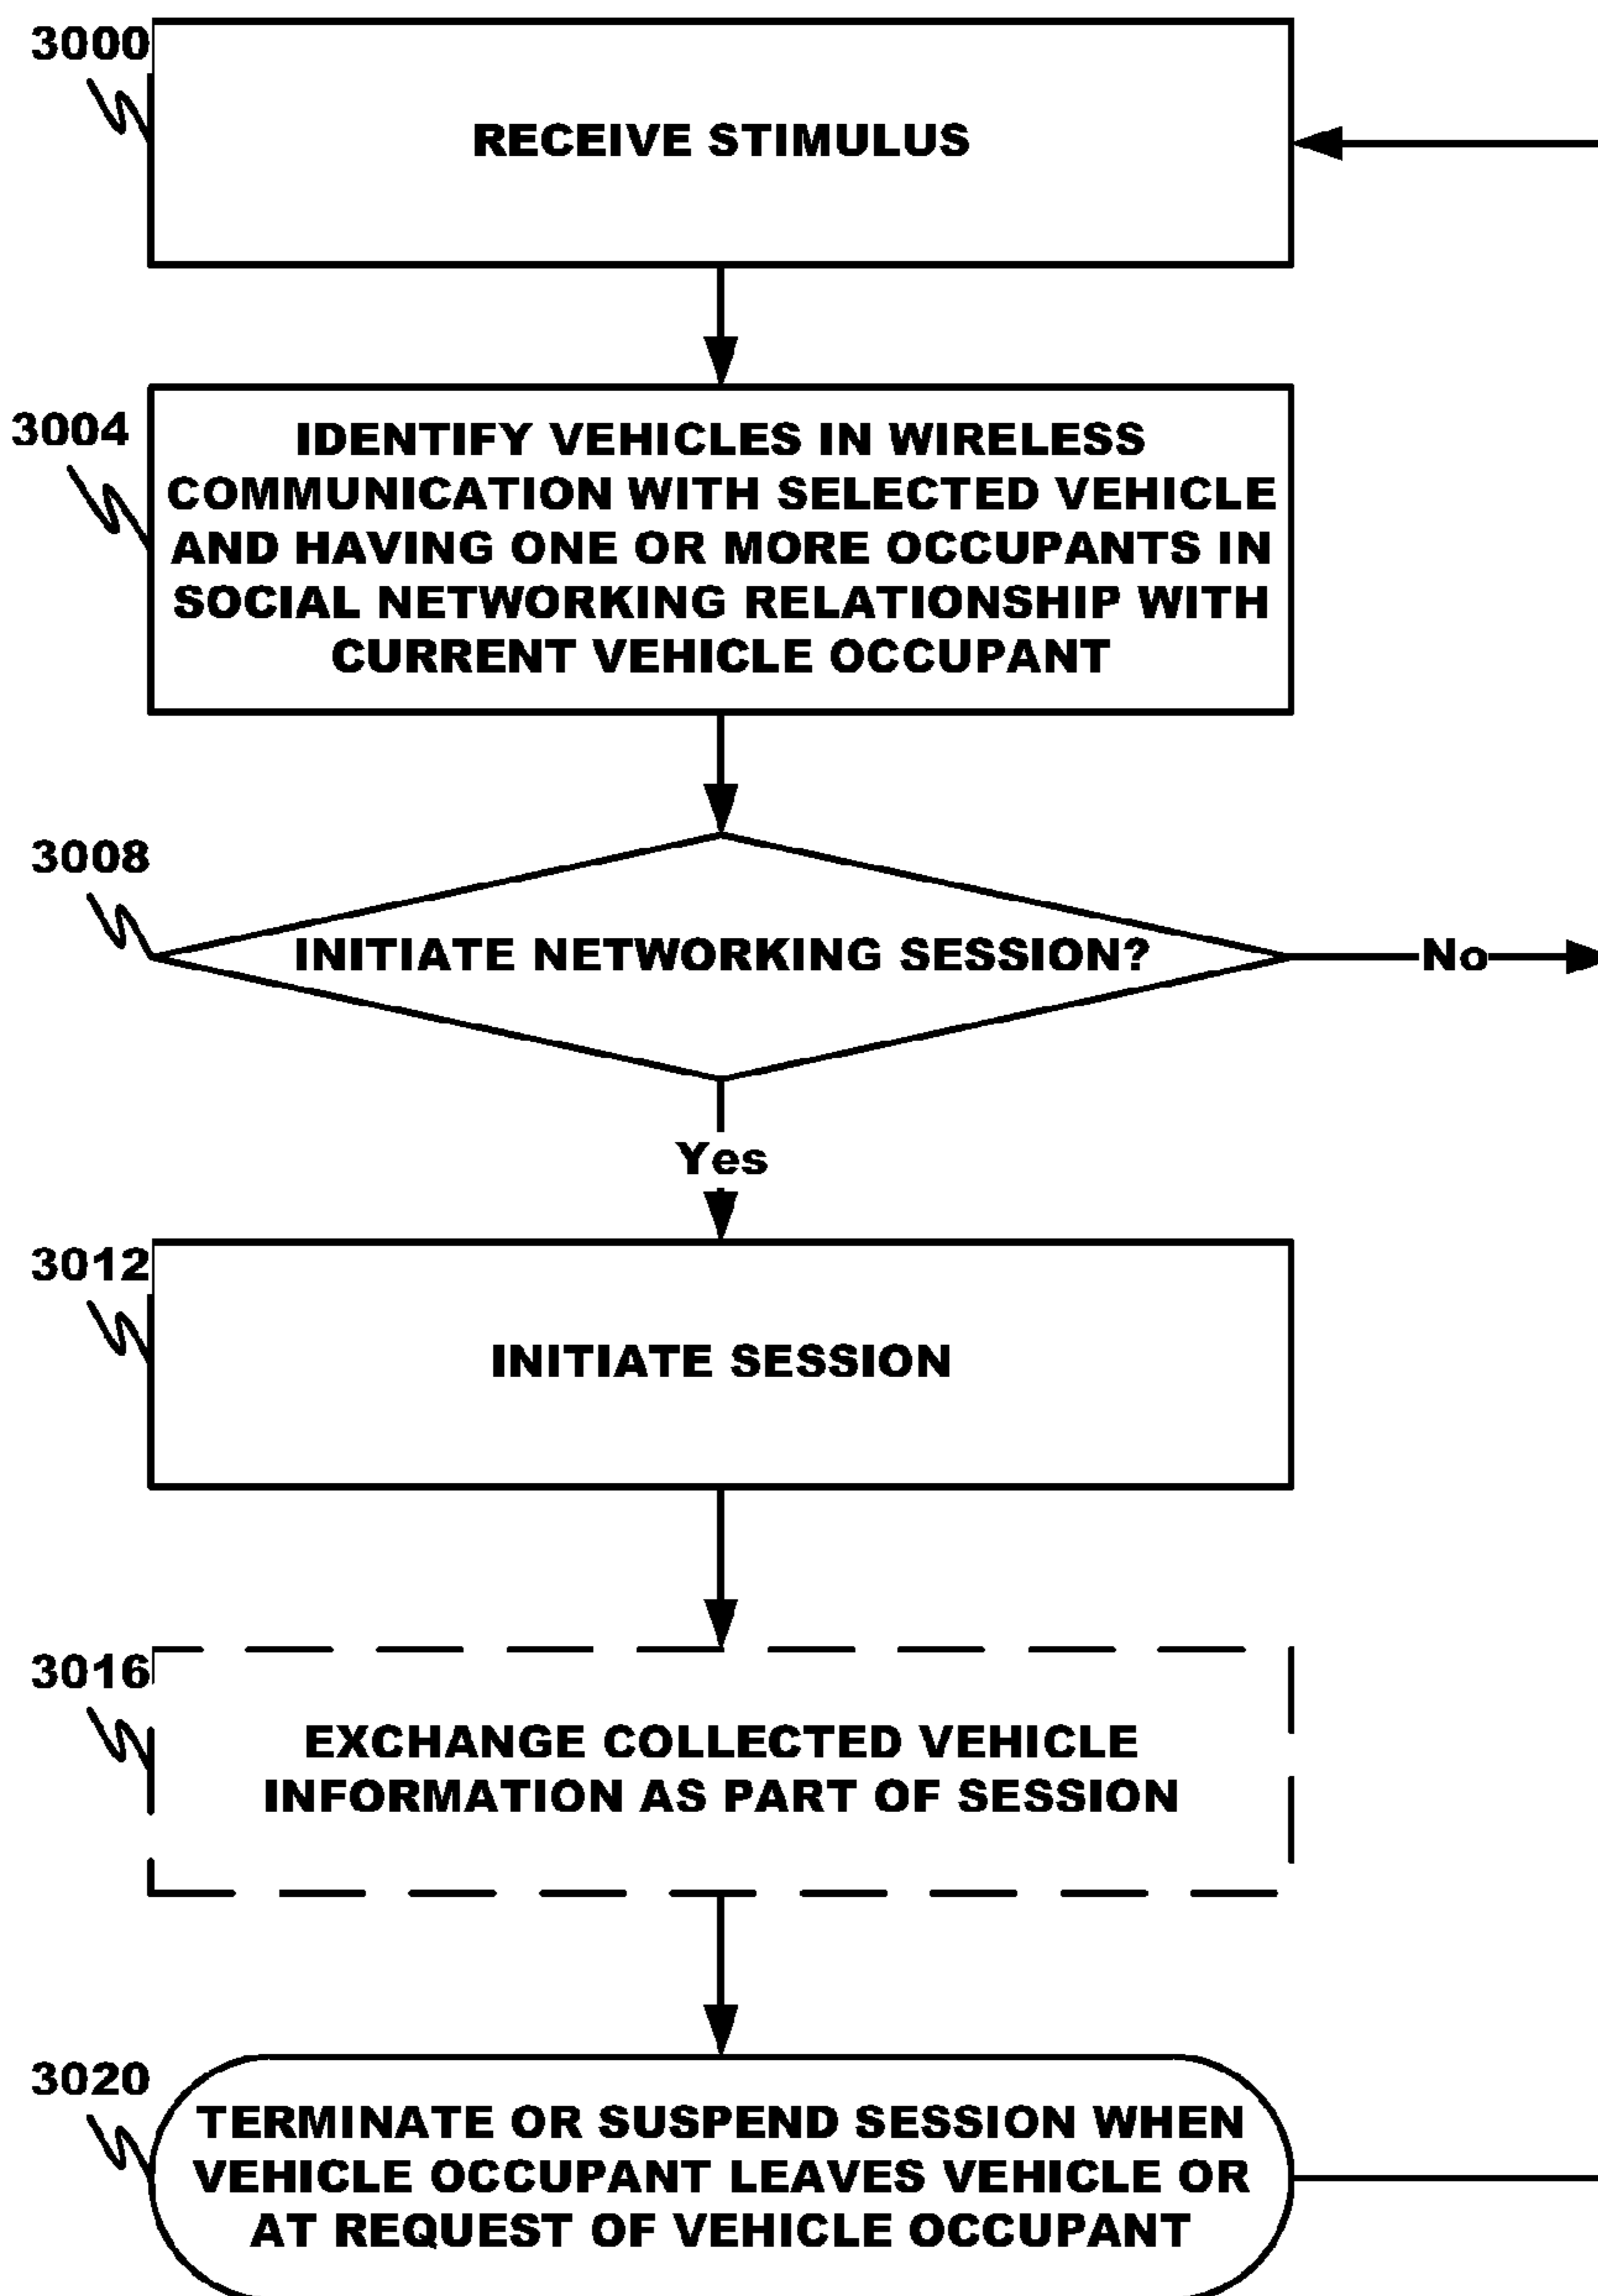 3000
RECEIVE STIMULUS
3004
IDENTIFY VEHICLES IN WIRELESS
COMMUNICATION WITH SELECTED VEHICLE
AND HAVING ONE OR MORE OCCUPANTS IN
SOCIAL NETWORKING RELATIONSHIP WITH
CURRENT VEHICLE OCCUPANT
3008
INITIATE NETWORKING SESSION?
No
Yes
3012
INITIATE SESSION
3016
EXCHANGE COLLECTED VEHICLE
INFORMATION AS PART OF SESSION
3020
TERMINATE OR SUSPEND SESSION WHEN
VEHICLE OCCUPANT LEAVES VEHICLE OR
AT REQUEST OF VEHICLE OCCUPANT